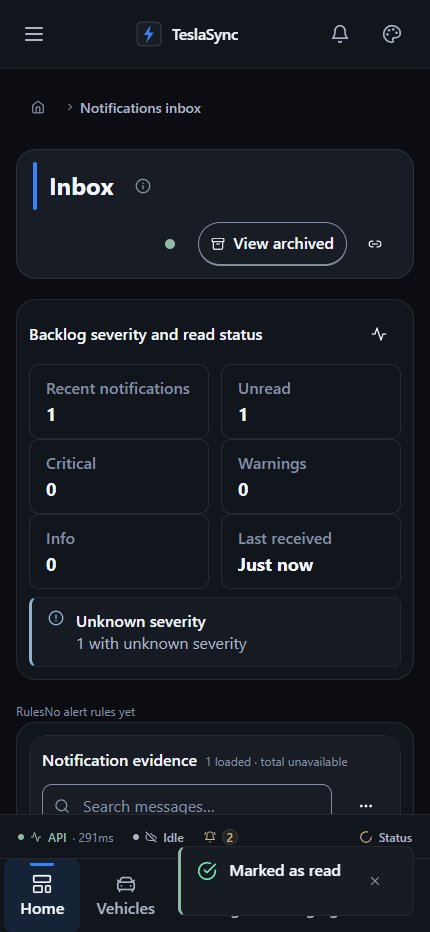 TeslaSync
Notifications inbox
Inbox
View archived
Backlog severity and read status
Recent notifications
1
Unread
1
Critical
0
Warnings
0
Info
0
Last received
Just now
Unknown severity
1 with unknown severity
RulesNo alert rules yet
Notification evidence 1 loaded · total unavailable
Search messages...
API · 291ms Idle 2 Status
Marked as read
Home
Vehicles